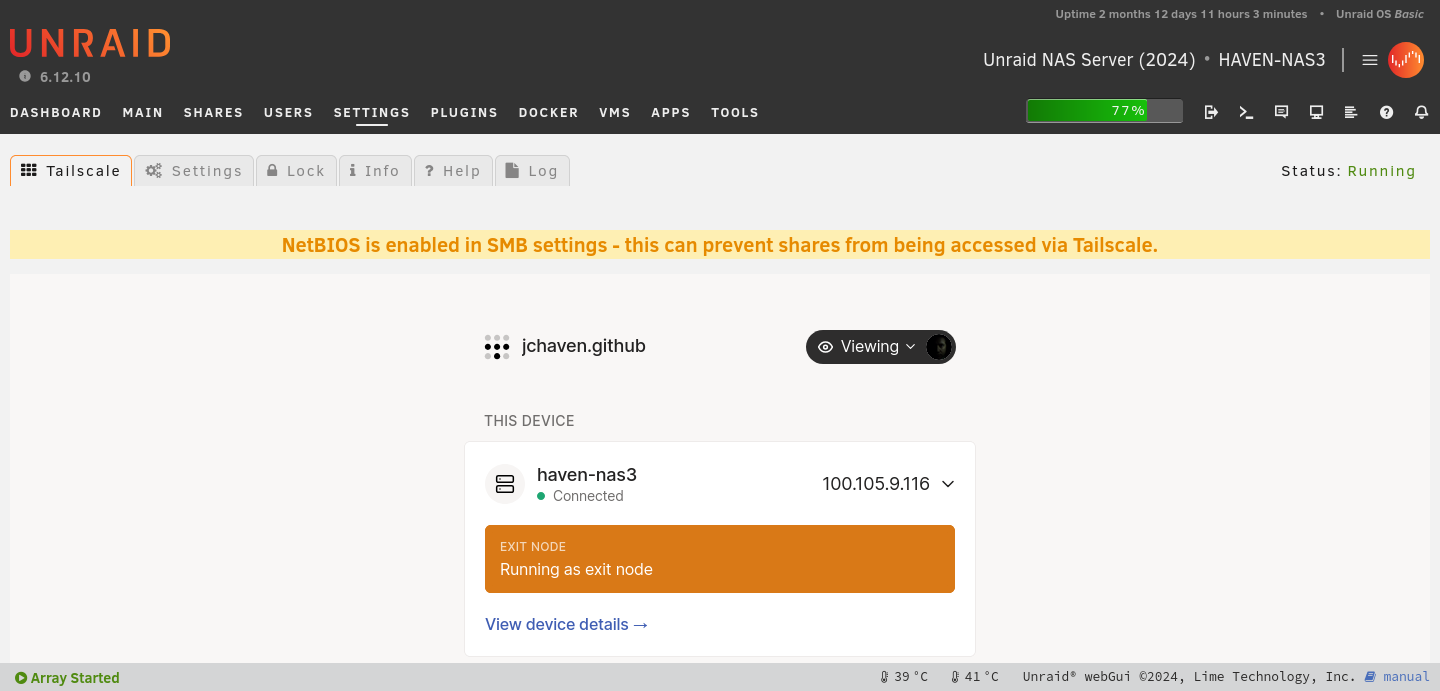 Uptime 2 months 12 days 11 hours 3 minutes • Unraid OS Basic
UNRAID
6.12.10
Unraid NAS Server (2024) • HAVEN-NAS3
DASHBOARD MAIN SHARES USERS SETTINGS PLUGINS DOCKER VMS APPS TOOLS
77%
Tailscale Settings Lock Info Help Log
Status: Running
NetBIOS is enabled in SMB settings - this can prevent shares from being accessed via Tailscale.
jchaven.github
Viewing
THIS DEVICE
haven-nas3
Connected
100.105.9.116
EXIT NODE
Running as exit node
View device details →
Array Started
39 °C 41 °C Unraid® webGui ©2024, Lime Technology, Inc. manual